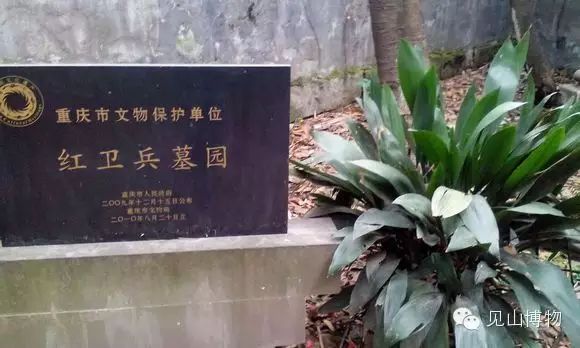 重庆市文物保护单位
红卫兵墓园
重庆市人民政府
二〇〇九年十二月十五日公布
重庆市文物局
二〇一〇年八月二十日立
见山博物